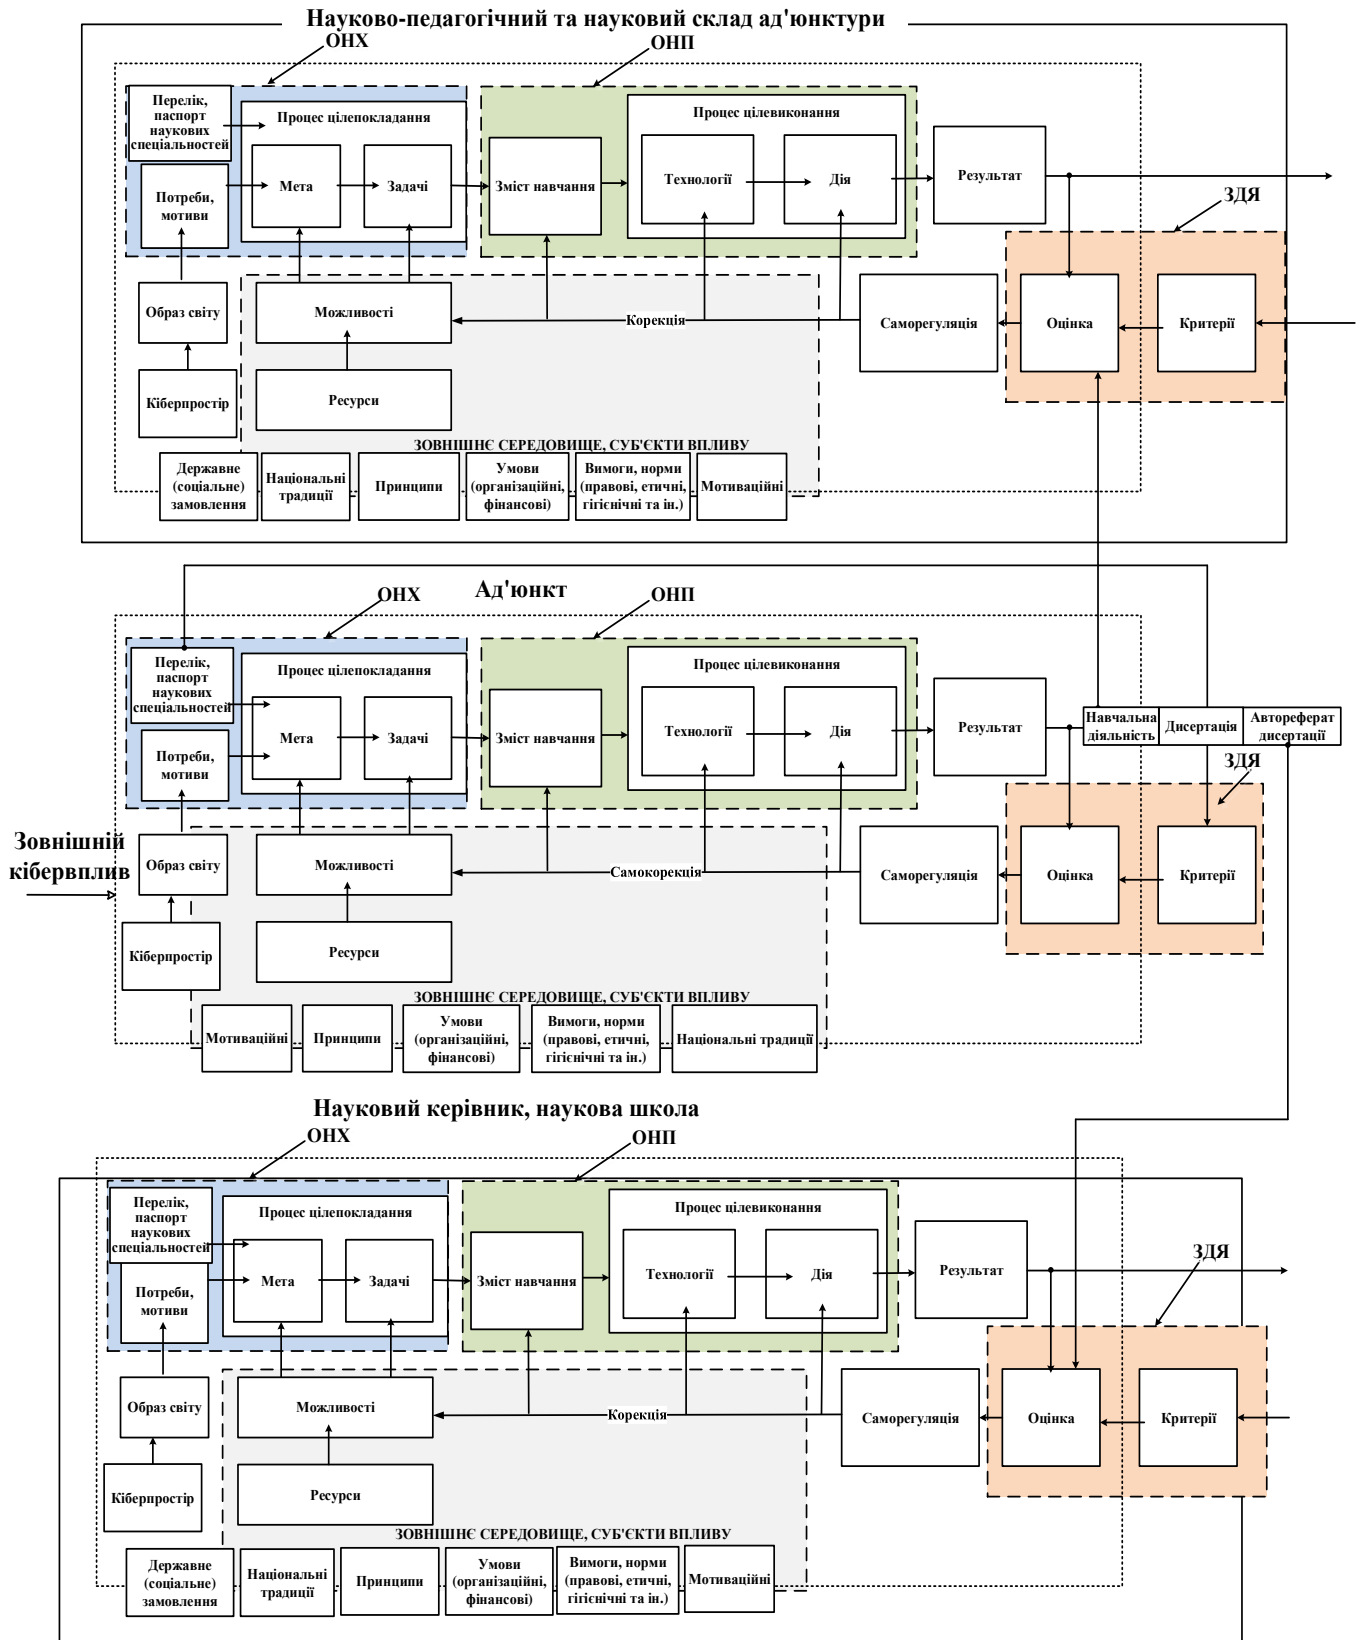 Науково-педагогічний та науковий склад ад'юнктури
ОНХ
ОНП
Перелік,
паспорт
наукових
спеціальностей
Процес цілепокладання
Процес цілевиконання
Потреби,
мотиви
Мета
Задачі
Зміст навчання
Технології
Дія
Результат
ЗДЯ
Образ світу
Можливості
Корекція
Саморегуляція
Оцінка
Критерії
Кіберпростір
Ресурси
ЗОВНІШНЄ СЕРЕДОВИЩЕ, СУБ'ЄКТИ ВПЛИВУ
Державне
(соціальне)
замовлення
Національні
традиції
Принципи
Умови
(організаційні,
фінансові)
Вимоги, норми
(правові, етичні,
гігієнічні та ін.)
Мотиваційні
Ад'юнкт
ОНХ
ОНП
Перелік,
паспорт
наукових
спеціальностей
Процес цілепокладання
Процес цілевиконання
Потреби,
мотиви
Мета
Задачі
Зміст навчання
Технології
Дія
Результат
Навчальна
діяльність
Дисертація
Автореферат
дисертації
ЗДЯ
Зовнішній
кібервплив
Образ світу
Можливості
Самокорекція
Саморегуляція
Оцінка
Критерії
Кіберпростір
Ресурси
ЗОВНІШНЄ СЕРЕДОВИЩЕ, СУБ'ЄКТИ ВПЛИВУ
Мотиваційні
Принципи
Умови
(організаційні,
фінансові)
Вимоги, норми
(правові, етичні,
гігієнічні та ін.)
Національні традиції
Науковий керівник, наукова школа
ОНХ
ОНП
Перелік,
паспорт
наукових
спеціальностей
Процес цілепокладання
Процес цілевиконання
Потреби,
мотиви
Мета
Задачі
Зміст навчання
Технології
Дія
Результат
ЗДЯ
Образ світу
Можливості
Корекція
Саморегуляція
Оцінка
Критерії
Кіберпростір
Ресурси
ЗОВНІШНЄ СЕРЕДОВИЩЕ, СУБ'ЄКТИ ВПЛИВУ
Державне
(соціальне)
замовлення
Національні
традиції
Принципи
Умови
(організаційні,
фінансові)
Вимоги, норми
(правові, етичні,
гігієнічні та ін.)
Мотиваційні